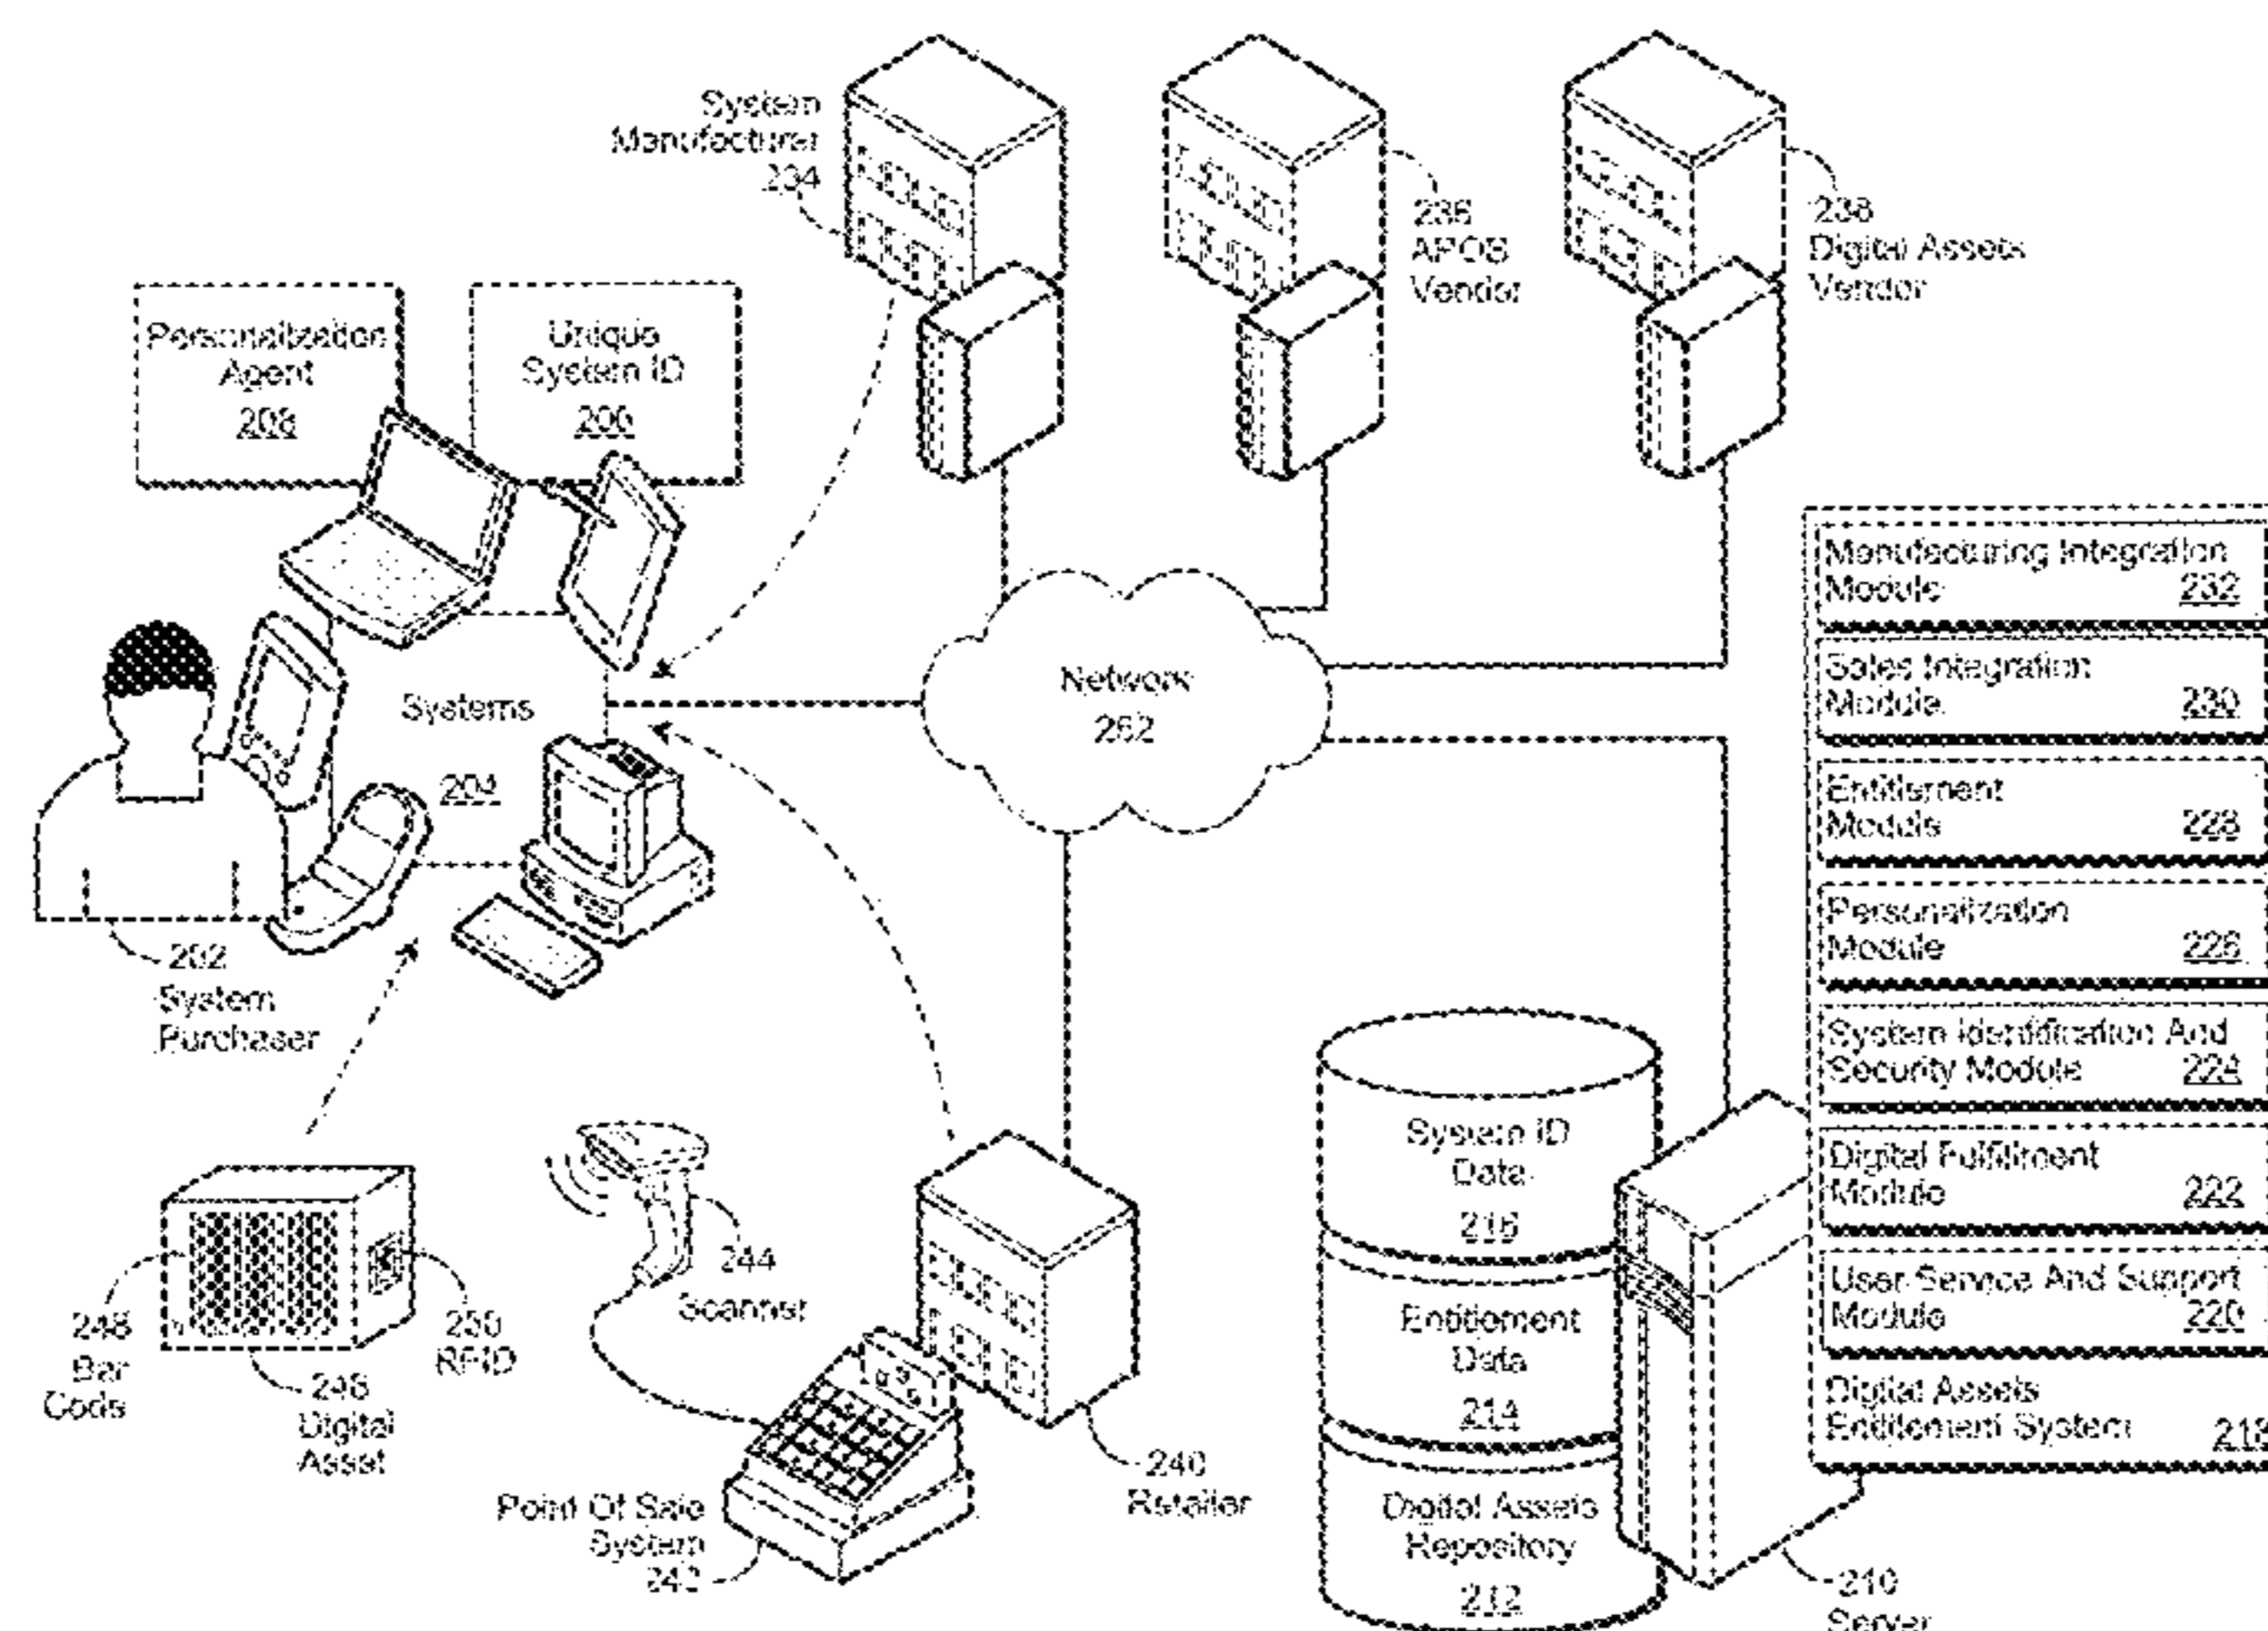 System
Manufacturer
234
236
APOS
Vendor
238
Digital Assets
Vendor
Personalization
Agent
208
Unique
System ID
206
Manufacturing Integration
Module 232
Sales Integration
Module 230
Entitlement
Module 228
Personalization
Module 226
System Identification And
Security Module 224
Digital Fulfillment
Module 222
User Service And Support
Module 220
Digital Assets
Entitlement System 218
Network
252
Systems
204
202
System
Purchaser
248
Bar
Code
250
RFID
Digital
Asset
244
Scanner
Point Of Sale
System
242
240
Retailer
System ID
Data
216
Entitlement
Data
214
Digital Assets
Repository
212
210
Server